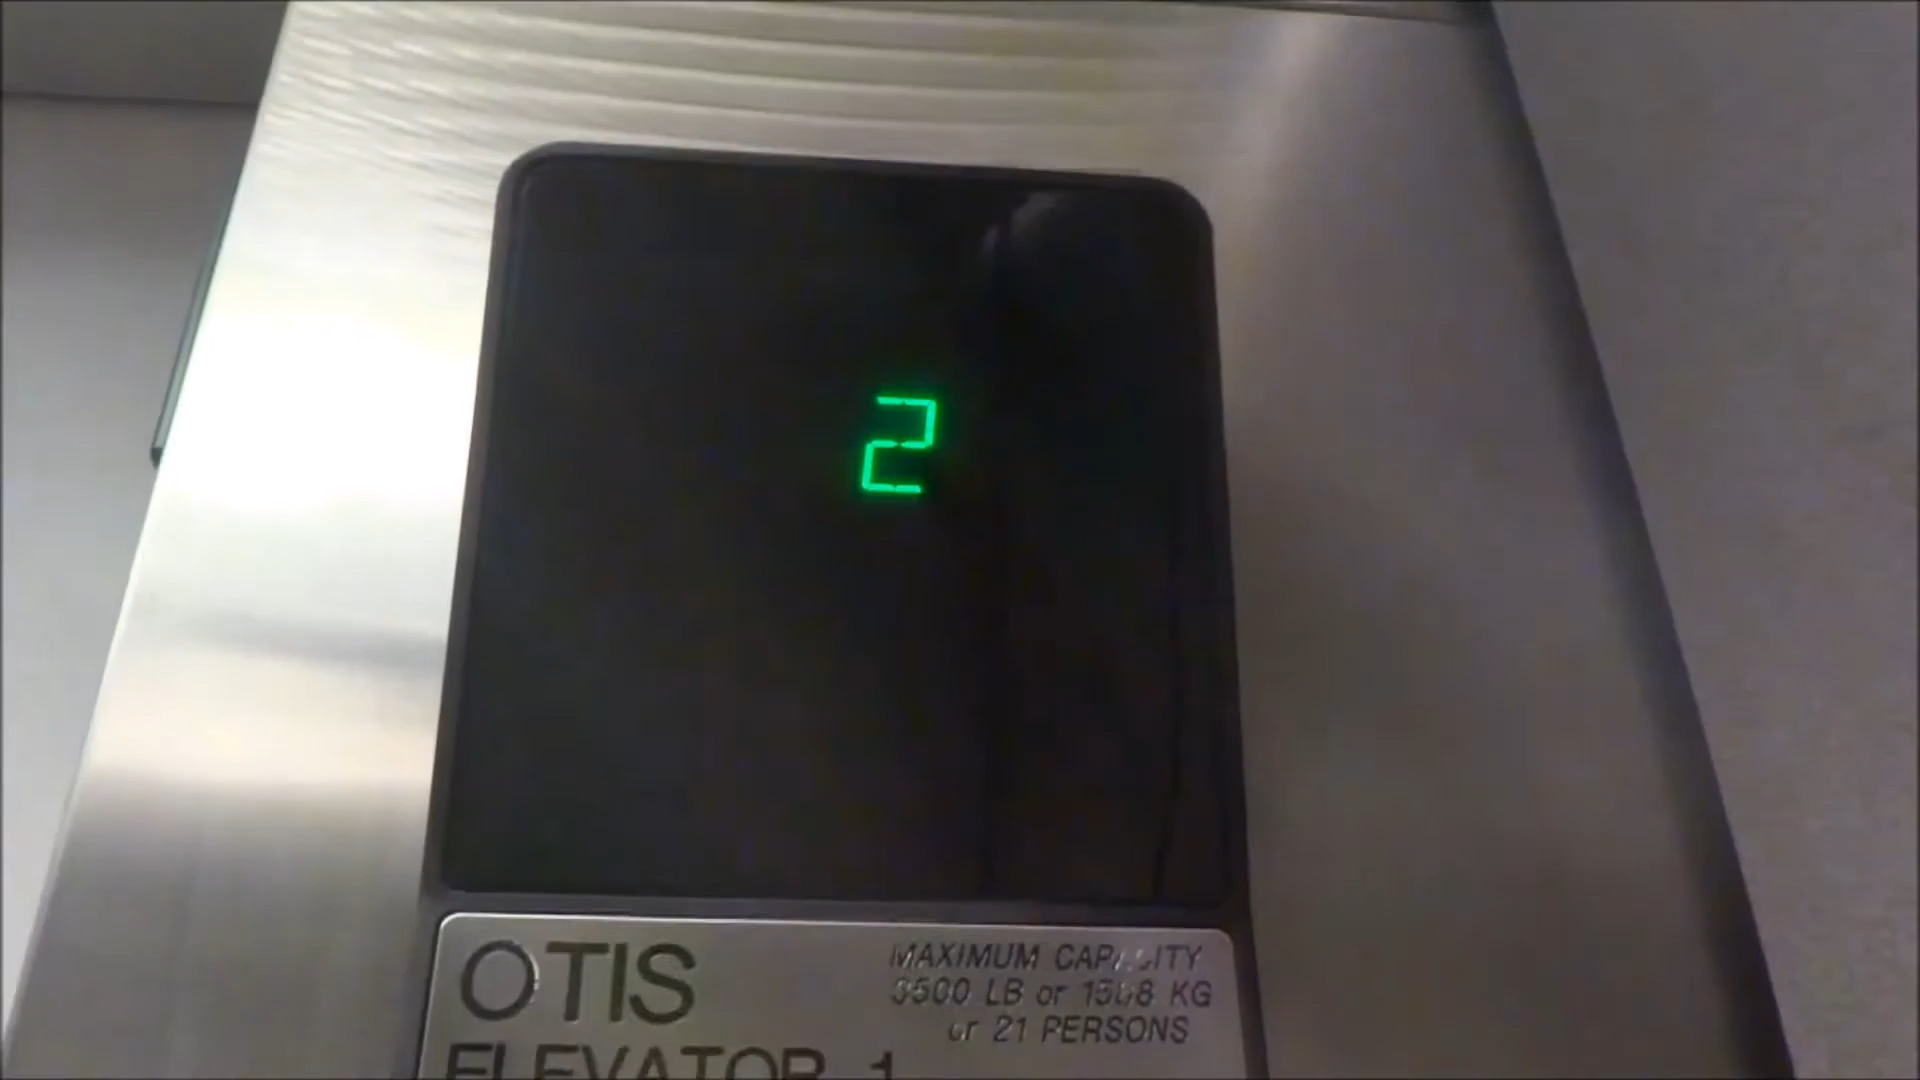 2
OTIS
MAXIMUM CAPACITY
3500 LB or 1588 KG
or 21 PERSONS
ELEVATOR 1